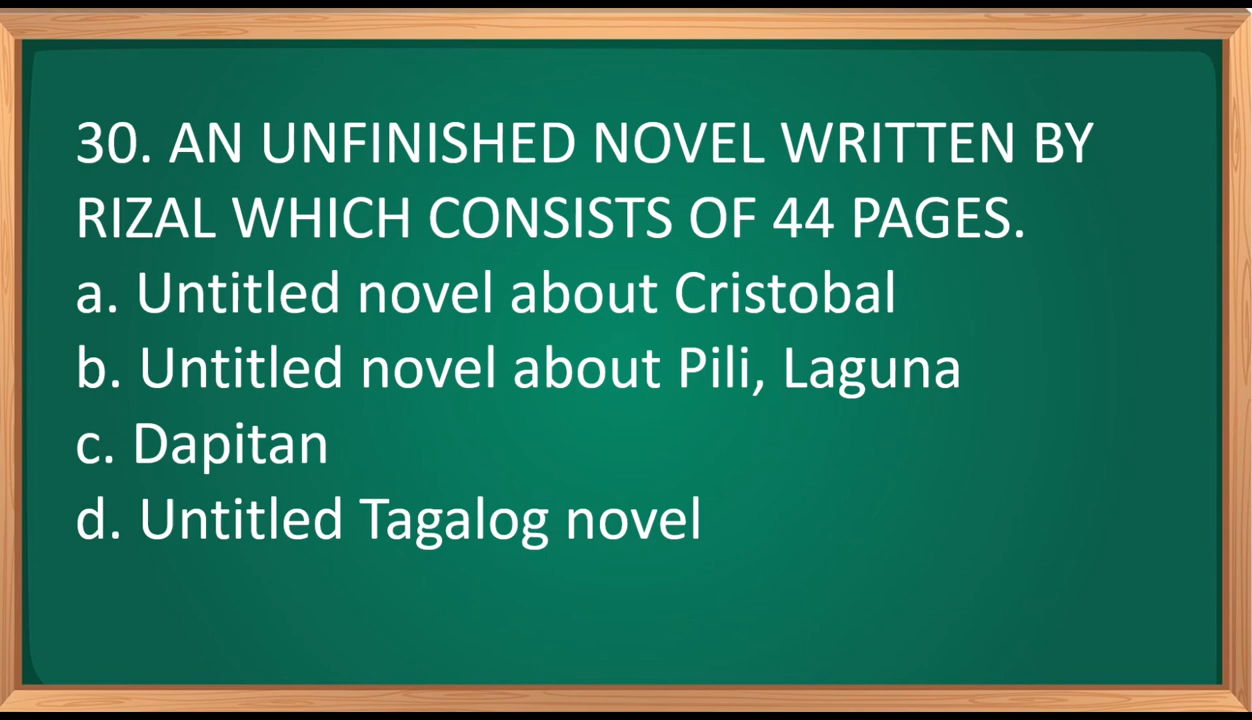 30. AN UNFINISHED NOVEL WRITTEN BY
RIZAL WHICH CONSISTS OF 44 PAGES.
a. Untitled novel about Cristobal
b. Untitled novel about Pili, Laguna
c. Dapitan
d. Untitled Tagalog novel